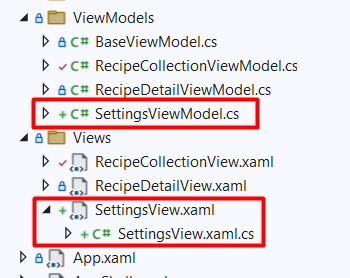 ViewModels
C# BaseViewModel.cs
C# RecipeCollectionViewModel.cs
C# RecipeDetailViewModel.cs
C# SettingsViewModel.cs
Views
RecipeCollectionView.xaml
RecipeDetailView.xaml
SettingsView.xaml
C# SettingsView.xaml.cs
App.xaml